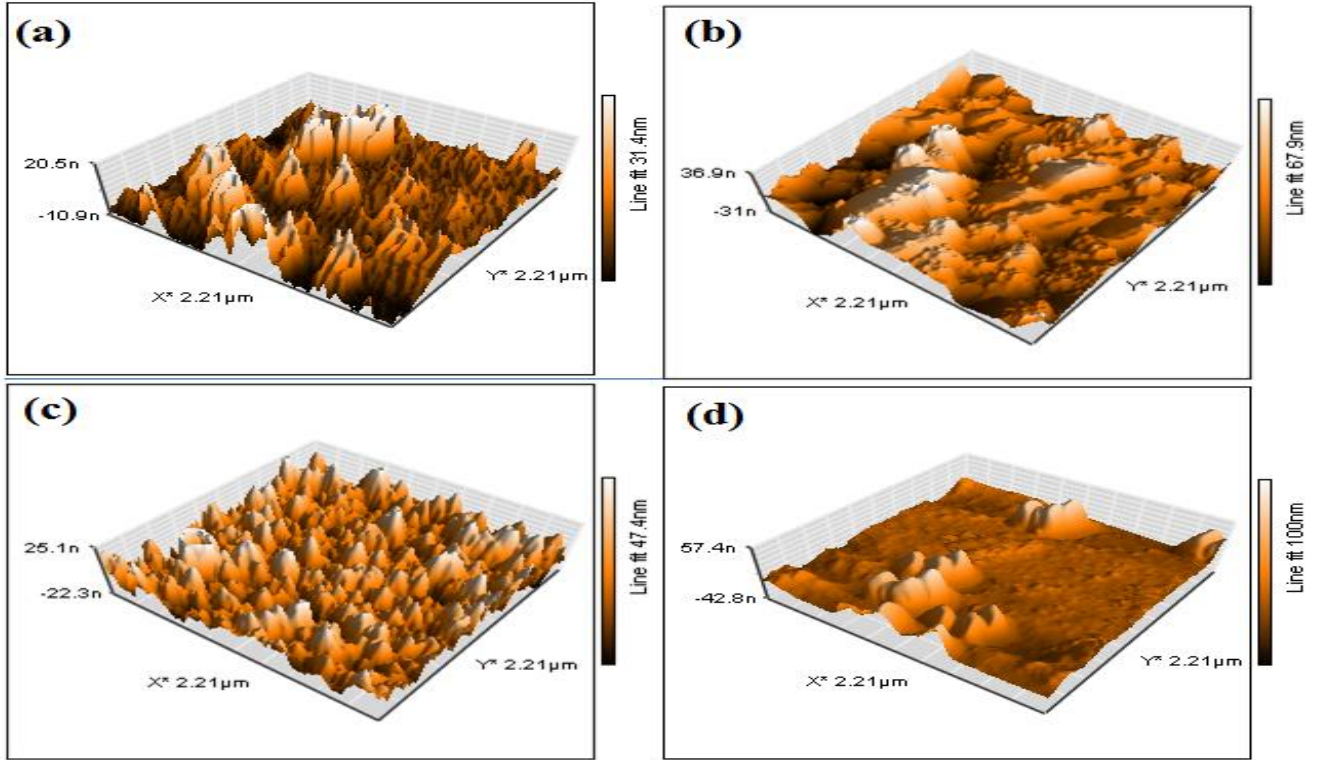 (a)
20.5n
-10.9n
X* 2.21µm
Y* 2.21µm
Line fit 31.4nm
(b)
36.9n
-31n
X* 2.21µm
Y* 2.21µm
Line fit 67.9nm
(c)
25.1n
-22.3n
X* 2.21µm
Y* 2.21µm
Line fit 47.4nm
(d)
57.4n
-42.8n
X* 2.21µm
Y* 2.21µm
Line fit 100nm